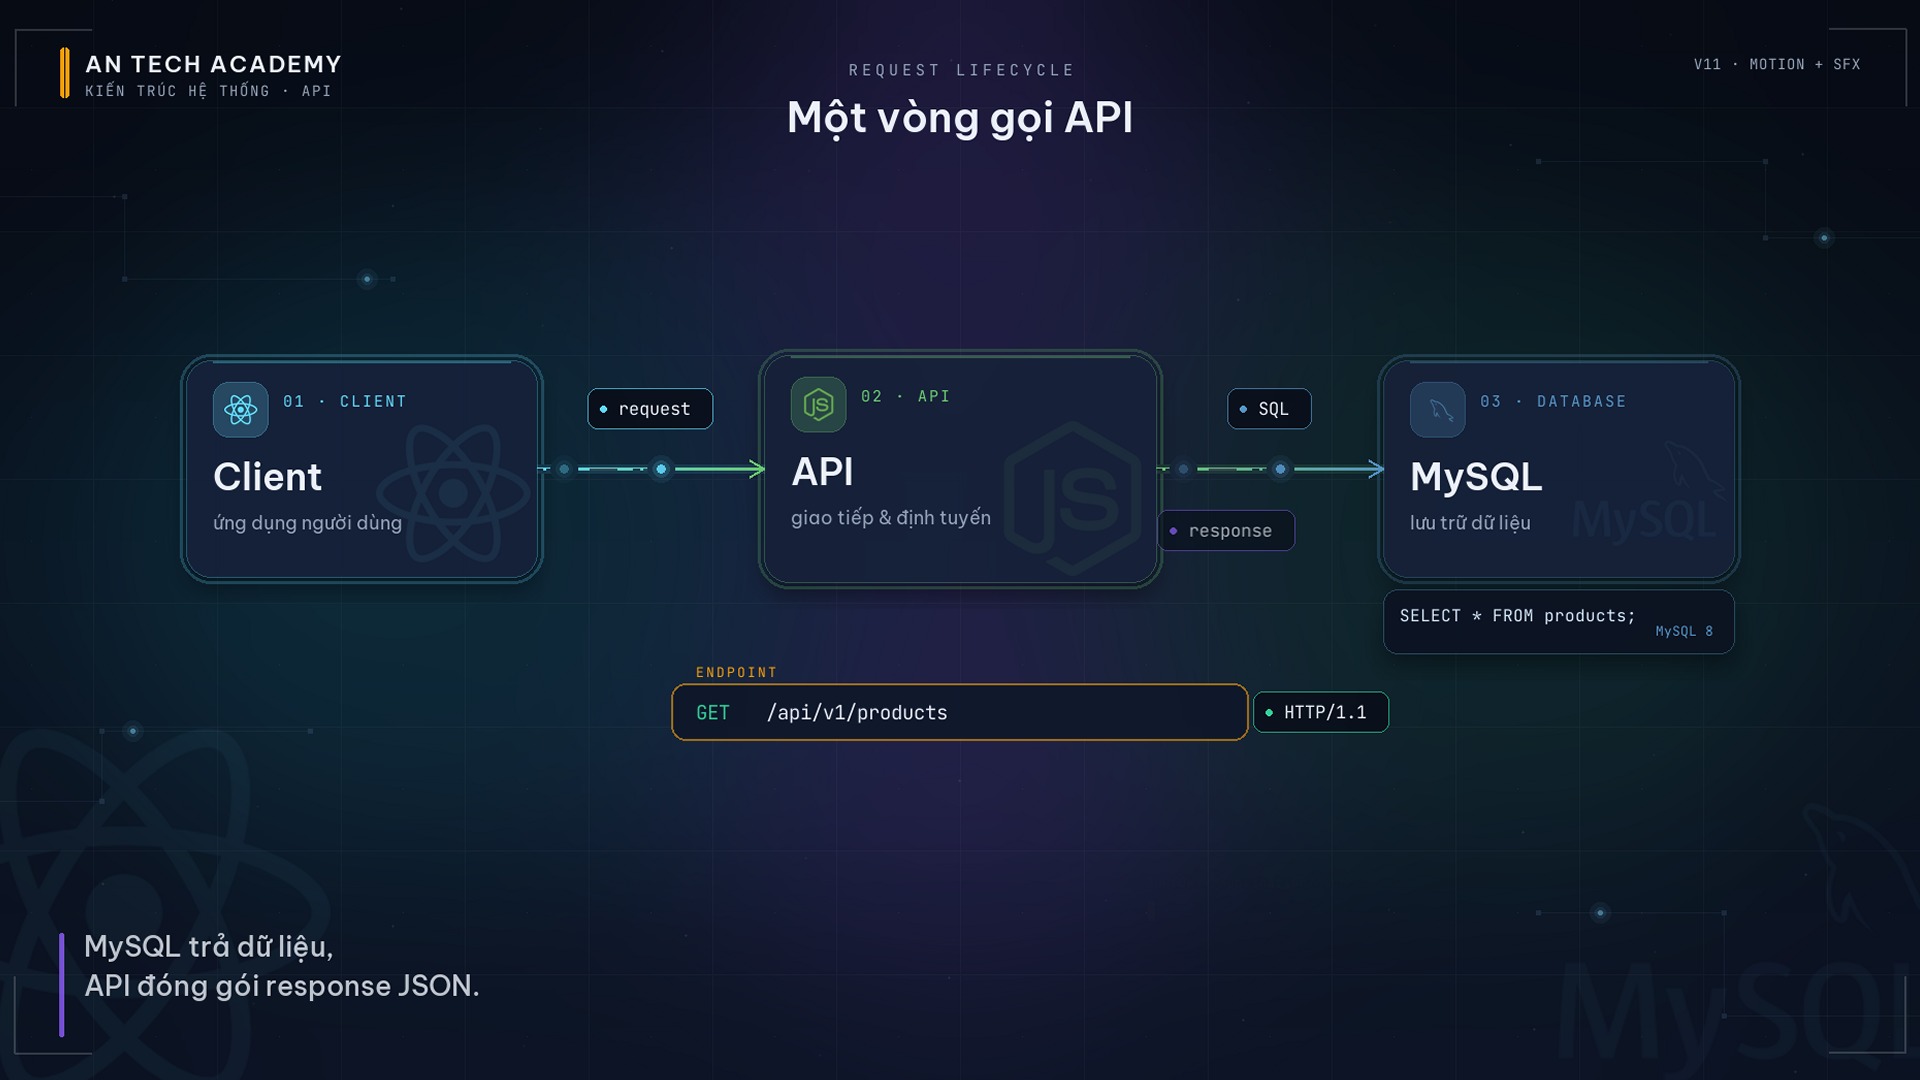 AN TECH ACADEMY
KIẾN TRÚC HỆ THỐNG · API
REQUEST LIFECYCLE
Một vòng gọi API
V11 · MOTION + SFX
01 · CLIENT
Client
ứng dụng người dùng
request
02 · API
JS
API
giao tiếp & định tuyến
JS
SQL
response
03 · DATABASE
MySQL
lưu trữ dữ liệu
MySQL
SELECT * FROM products;
MySQL 8
ENDPOINT
GET /api/v1/products
HTTP/1.1
MySQL trả dữ liệu,
API đóng gói response JSON.
MySQL